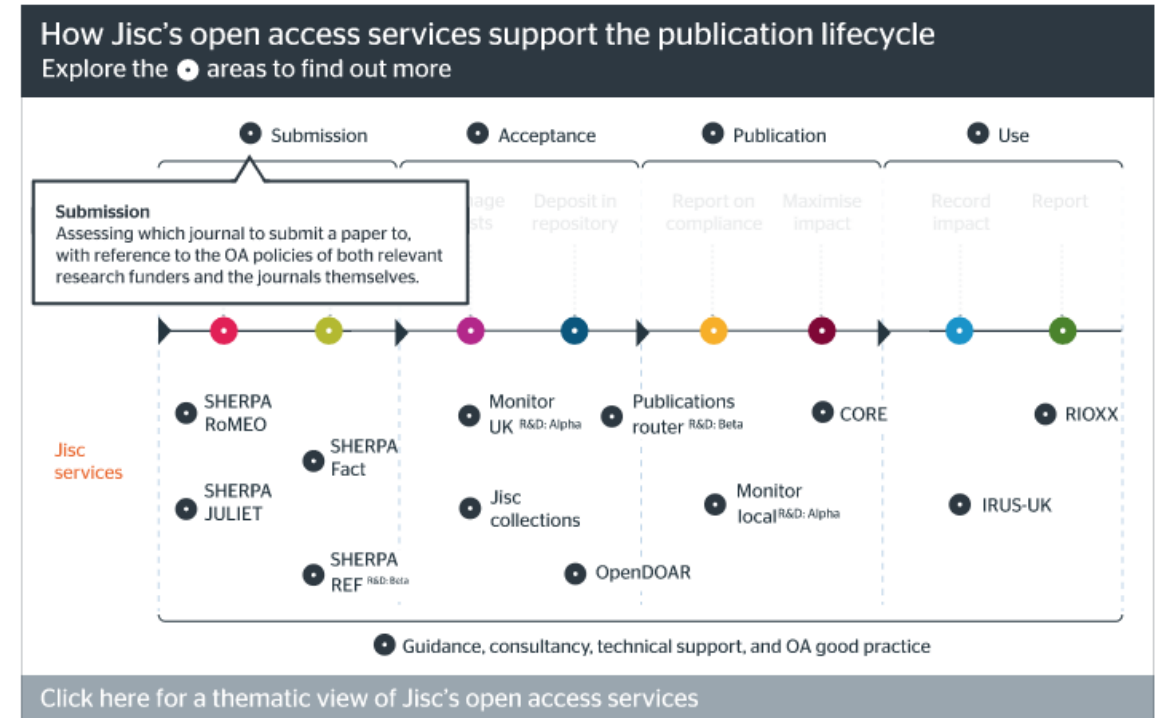 How Jisc's open access services support the publication lifecycle
Explore the areas to find out more
Submission
Acceptance
Publication
Use
Submission
Assessing which journal to submit a paper to,
with reference to the OA policies of both relevant
research funders and the journals themselves.
Deposit in
repository
Report on
compliance
Maximise
impact
Record
impact
Report
Jisc
services
SHERPA
RoMEO
SHERPA
Fact
SHERPA
JULIET
SHERPA
REF R&D: Beta
Monitor
UK R&D: Alpha
Jisc
collections
Publications
router R&D: Beta
OpenDOAR
CORE
Monitor
local R&D: Alpha
RIOXX
IRUS-UK
Guidance, consultancy, technical support, and OA good practice
Click here for a thematic view of Jisc's open access services